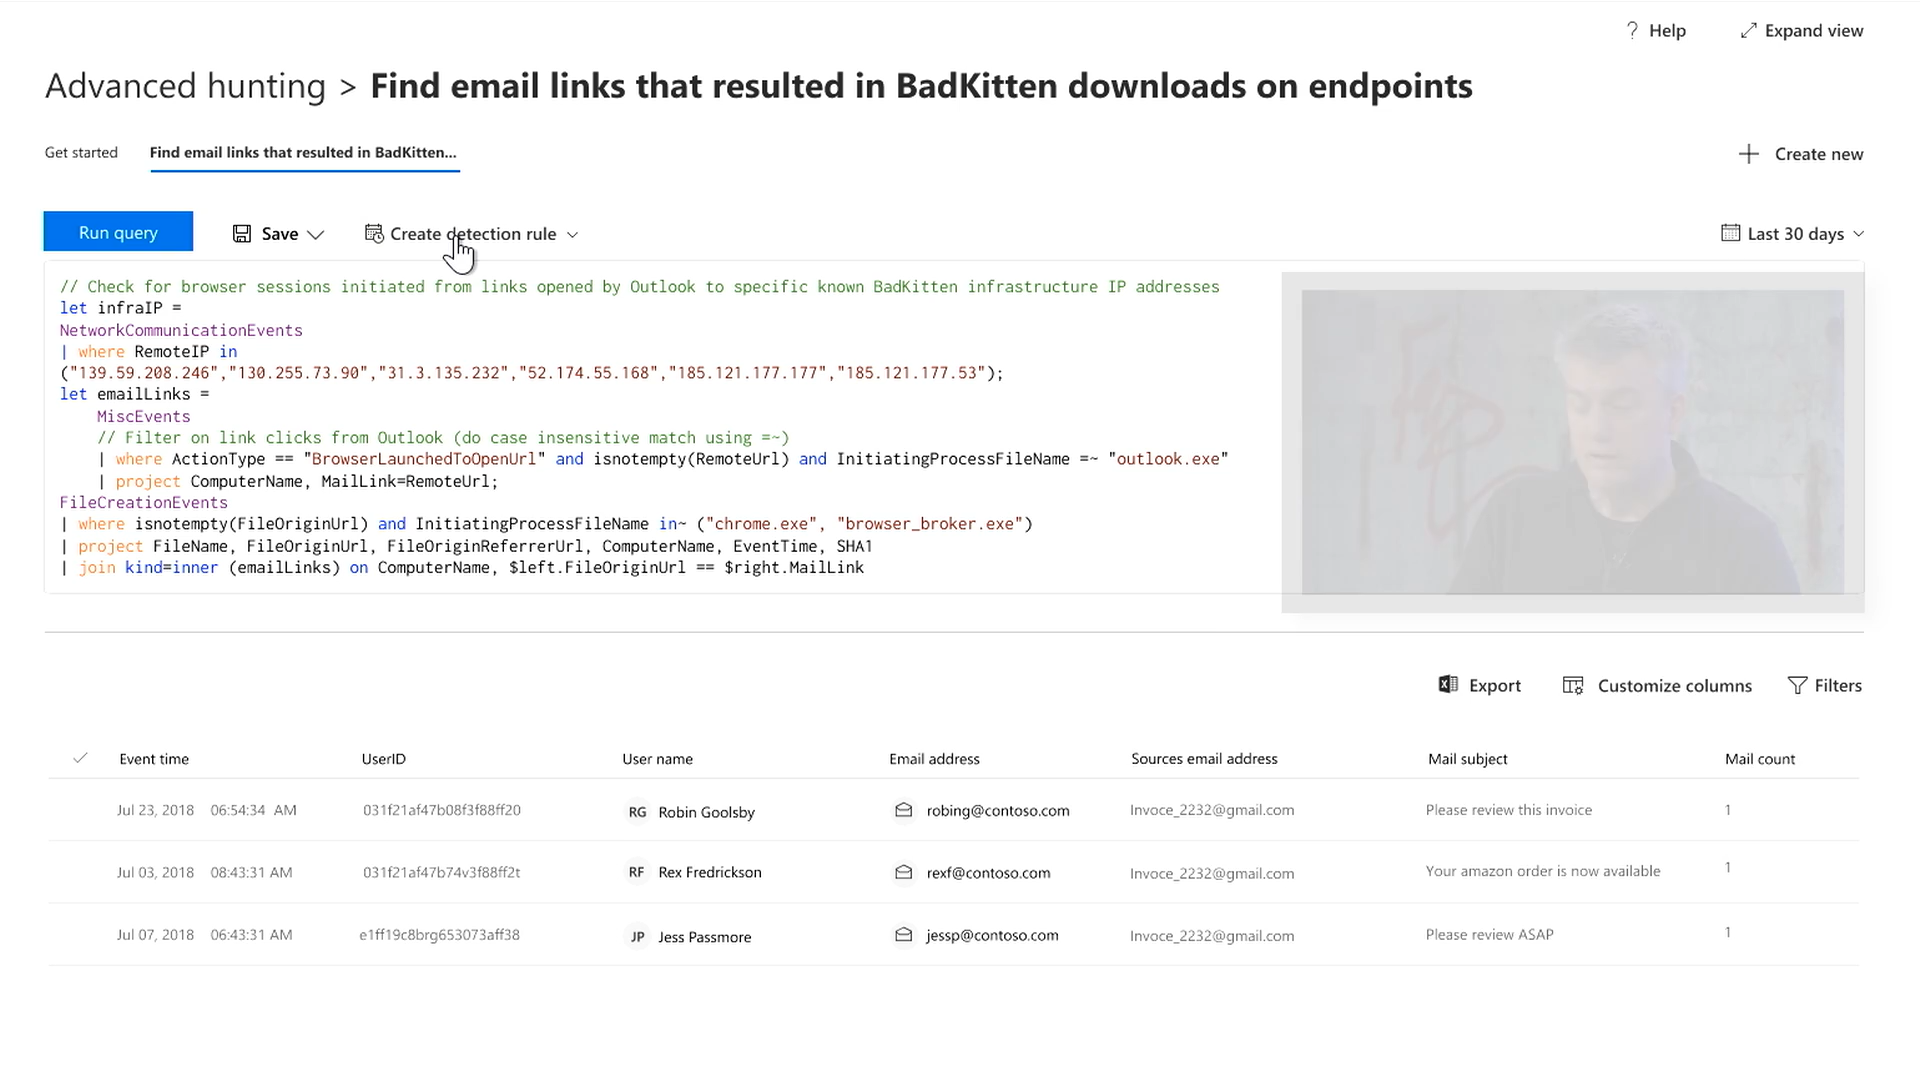 ? Help Expand view
Advanced hunting > Find email links that resulted in BadKitten downloads on endpoints
Get started Find email links that resulted in BadKitten... + Create new
Run query Save Create detection rule Last 30 days
// Check for browser sessions initiated from links opened by Outlook to specific known BadKitten infrastructure IP addresses
let infraIP =
NetworkCommunicationEvents
| where RemoteIP in
("139.59.208.246","130.255.73.90","31.3.135.232","52.174.55.168","185.121.177.177","185.121.177.53");
let emailLinks =
MiscEvents
// Filter on link clicks from Outlook (do case insensitive match using =~)
| where ActionType == "BrowserLaunchedToOpenUrl" and isnotempty(RemoteUrl) and InitiatingProcessFileName =~ "outlook.exe"
| project ComputerName, MailLink=RemoteUrl;
FileCreationEvents
| where isnotempty(FileOriginUrl) and InitiatingProcessFileName in~ ("chrome.exe", "browser_broker.exe")
| project FileName, FileOriginUrl, FileOriginReferrerUrl, ComputerName, EventTime, SHA1
| join kind=inner (emailLinks) on ComputerName, $left.FileOriginUrl == $right.MailLink
Export Customize columns Filters
Event time UserID User name Email address Sources email address Mail subject Mail count
Jul 23, 2018 06:54:34 AM 031f21af47b08f3f88ff20 RG Robin Goolsby robing@contoso.com Invoce_2232@gmail.com Please review this invoice 1
Jul 03, 2018 08:43:31 AM 031f21af47b74v3f88ff2t RF Rex Fredrickson rexf@contoso.com Invoce_2232@gmail.com Your amazon order is now available 1
Jul 07, 2018 06:43:31 AM e1ff19c8brg653073aff38 JP Jess Passmore jessp@contoso.com Invoce_2232@gmail.com Please review ASAP 1